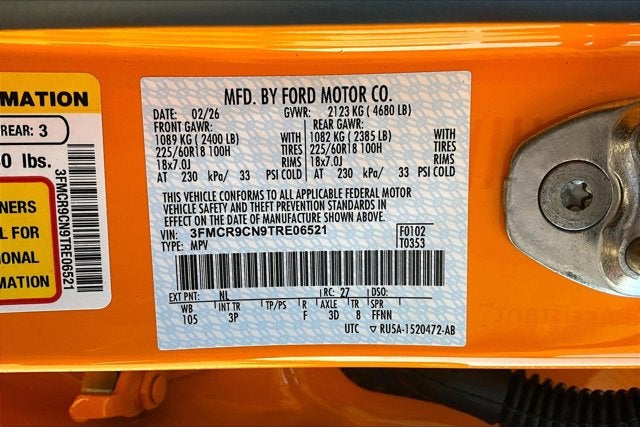 MFD. BY FORD MOTOR CO.
DATE: 02/26 GVWR: 2123 KG ( 4680 LB)
FRONT GAWR: REAR GAWR:
1089 KG ( 2400 LB) WITH 1082 KG ( 2385 LB) WITH
225/60R18 100H TIRES 225/60R18 100H TIRES
18x7.0J RIMS 18x7.0J RIMS
AT 230 kPa/ 33 PSI COLD AT 230 kPa/ 33 PSI COLD
THIS VEHICLE CONFORMS TO ALL APPLICABLE FEDERAL MOTOR
VEHICLE SAFETY AND THEFT PREVENTION STANDARDS IN
EFFECT ON THE DATE OF MANUFACTURE SHOWN ABOVE.
VIN: 3FMCR9CN9TRE06521 F0102
TYPE: MPV T0353
EXT PNT: NL RC: 27 DSO:
WB INT TR TP/PS R AXLE TR SPR
105 3P F 3D 8 FFNN
UTC ▽ RU5A-1520472-AB
RMATION
REAR: 3
0 lbs.
NERS
L FOR
ONAL
MATION
3FMCR9CN9TRE06521